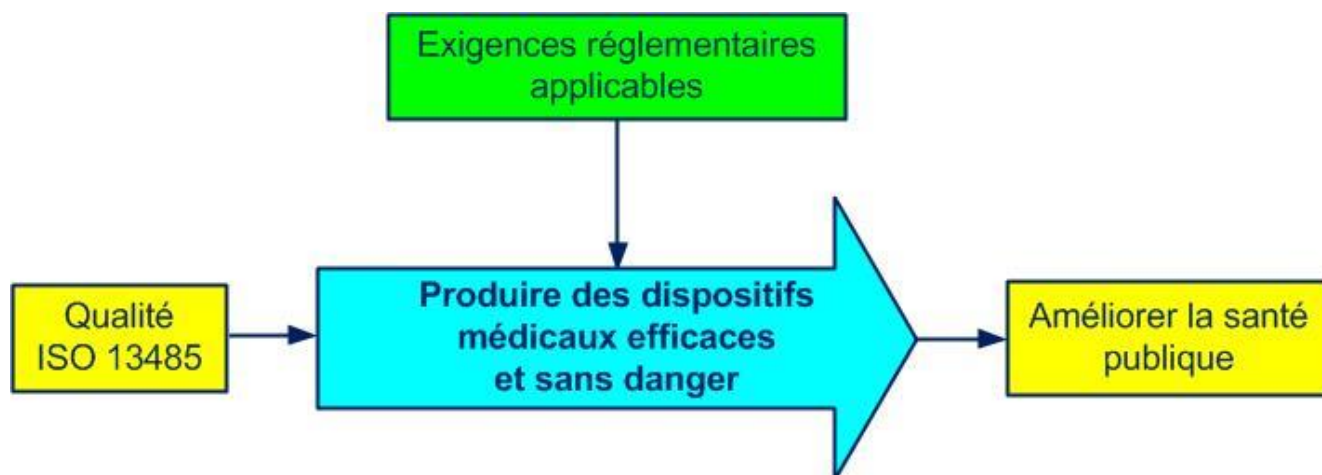 Exigences réglementaires
applicables
Qualité
ISO 13485
Produire des dispositifs
médicaux efficaces
et sans danger
Améliorer la santé
publique